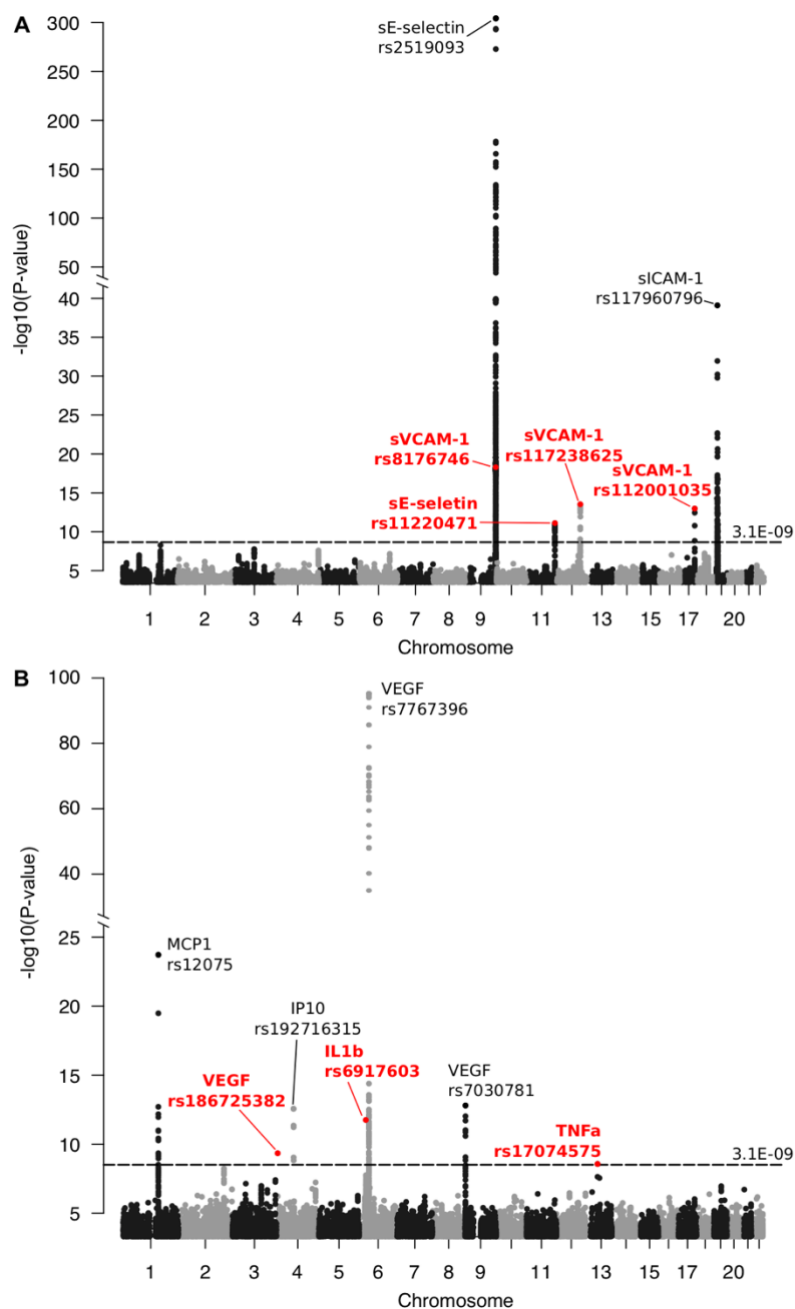 A
300
250
200
150
100
50
40
35
30
25
20
15
10
5
-log10(P-value)
sE-selectin
rs2519093
sICAM-1
rs117960796
sVCAM-1
rs8176746
sVCAM-1
rs117238625
sVCAM-1
rs112001035
sE-seletin
rs11220471
3.1E-09
1 2 3 4 5 6 7 8 9 11 13 15 17 20
Chromosome
B
100
80
60
40
25
20
15
10
5
-log10(P-value)
VEGF
rs7767396
MCP1
rs12075
IP10
rs192716315
VEGF
rs186725382
IL1b
rs6917603
VEGF
rs7030781
TNFa
rs17074575
3.1E-09
1 2 3 4 5 6 7 8 9 11 13 15 17 20
Chromosome